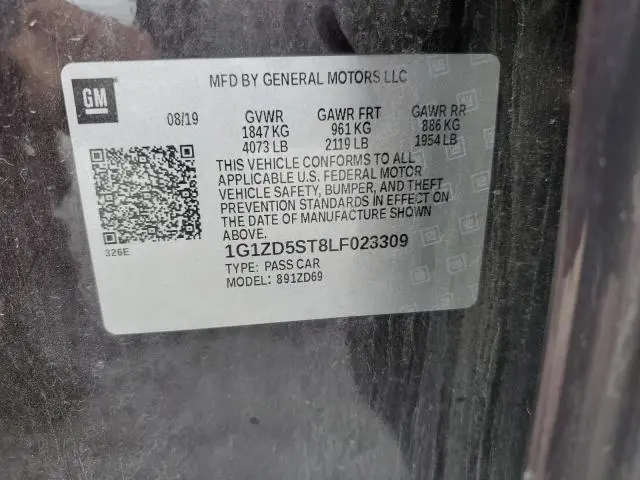 GM
MFD BY GENERAL MOTORS LLC
08/19 GVWR GAWR FRT GAWR RR
1847 KG 961 KG 886 KG
4073 LB 2119 LB 1954 LB
THIS VEHICLE CONFORMS TO ALL
APPLICABLE U.S. FEDERAL MOTOR
VEHICLE SAFETY, BUMPER, AND THEFT
PREVENTION STANDARDS IN EFFECT ON
THE DATE OF MANUFACTURE SHOWN
ABOVE.
326E
1G1ZD5ST8LF023309
TYPE: PASS CAR
MODEL: 891ZD69